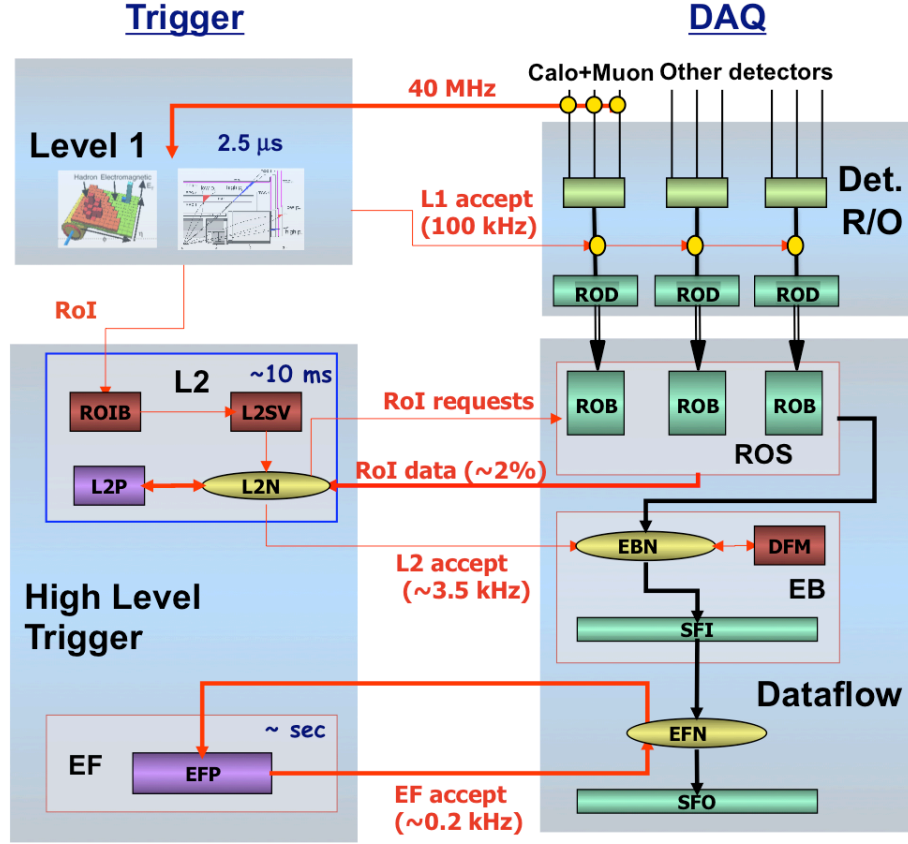 Trigger
DAQ
Calo+Muon
Other detectors
40 MHz
Level 1
2.5 μs
Hadron
Electromagnetic
L1 accept
(100 kHz)
Det.
R/O
ROD
ROD
ROD
RoI
L2
~10 ms
ROIB
L2SV
L2P
L2N
RoI requests
RoI data (~2%)
ROB
ROB
ROB
ROS
L2 accept
(~3.5 kHz)
EBN
DFM
EB
SFI
High Level
Trigger
Dataflow
EF
~ sec
EFP
EFN
EF accept
(~0.2 kHz)
SFO